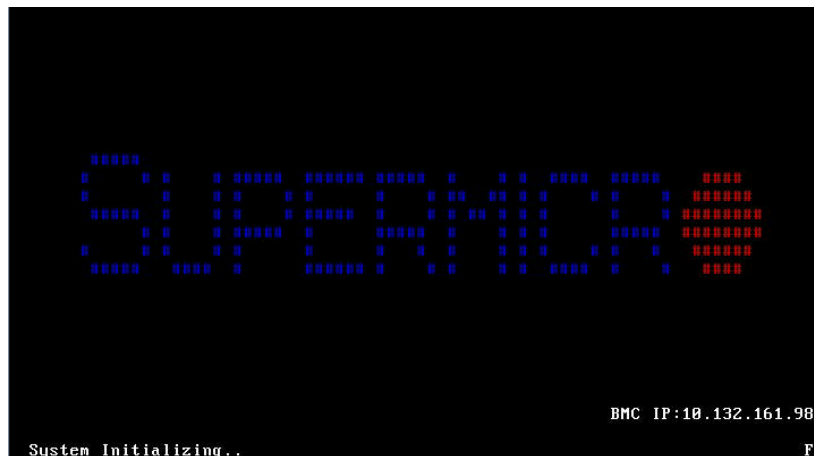 SUPERMICRO
BMC IP:10.132.161.98
System Initializing..
F